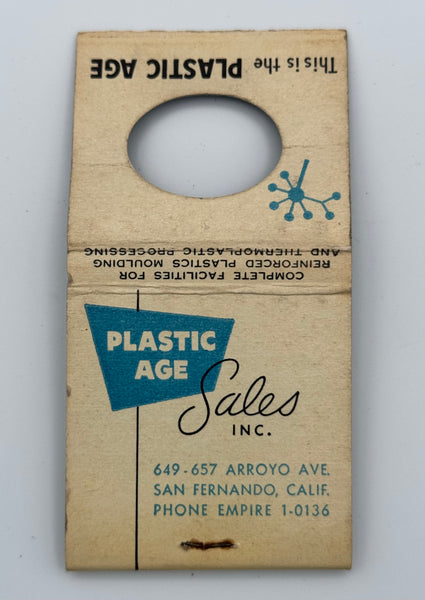 This is the PLASTIC AGE
COMPLETE FACILITIES FOR
REINFORCED PLASTICS MOULDING
AND THERMOPLASTIC PROCESSING
PLASTIC
AGE
Sales
INC.
649-657 ARROYO AVE.
SAN FERNANDO, CALIF.
PHONE EMPIRE 1-0136